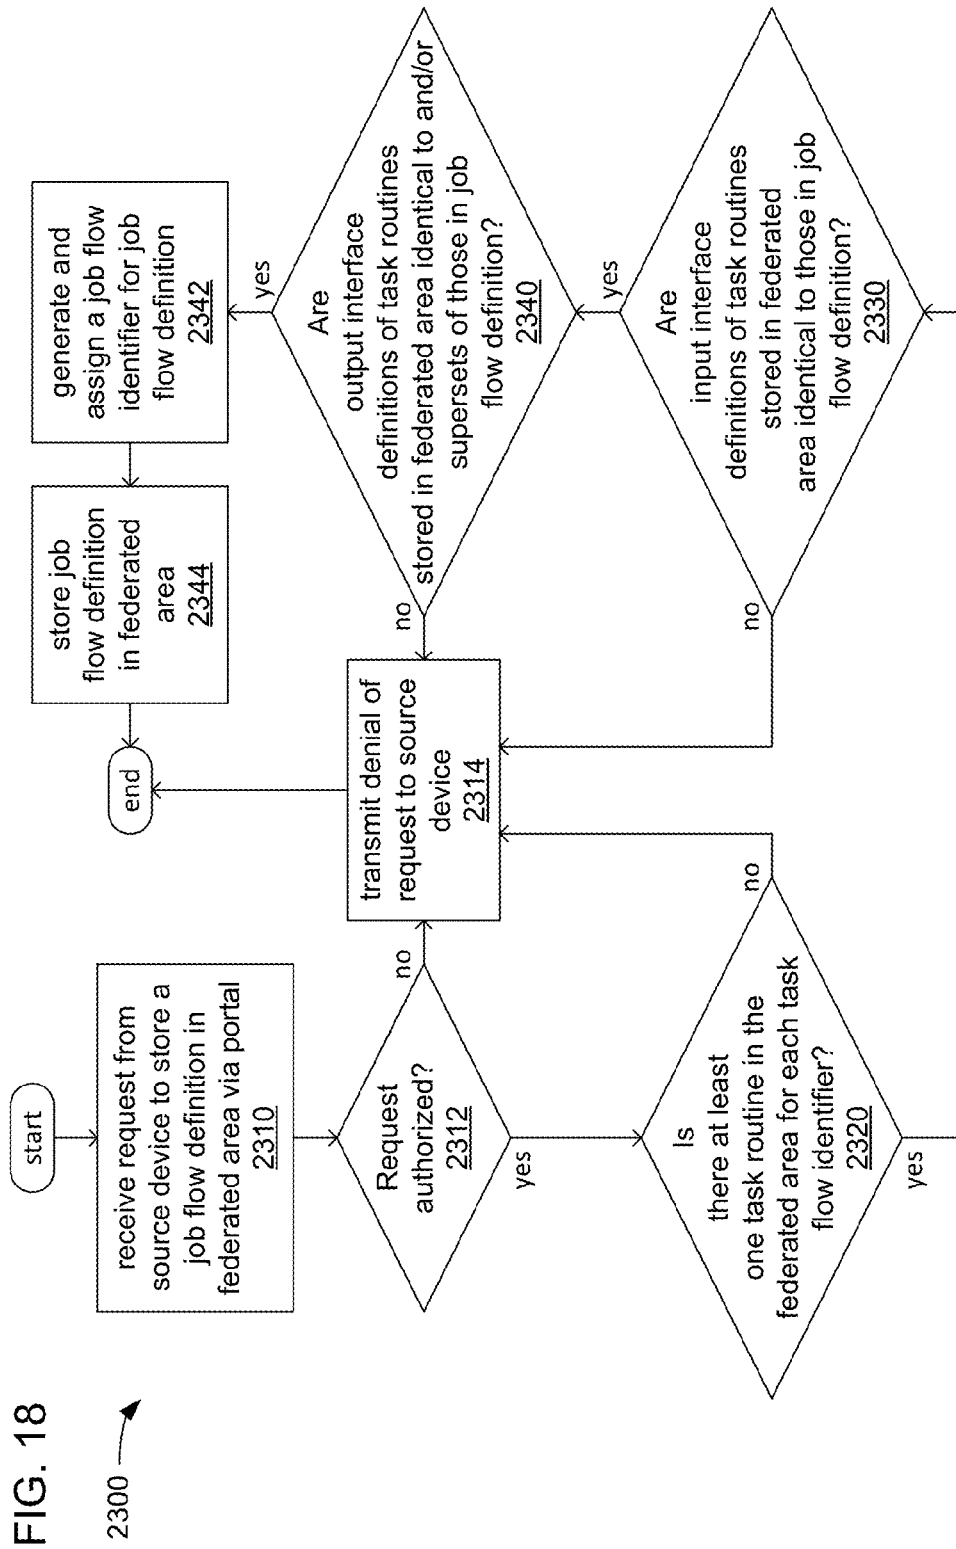 FIG. 18
2300
start
receive request from
source device to store a
job flow definition in
federated area via portal
2310
Request
authorized?
2312
no
yes
Is
there at least
one task routine in the
federated area for each task
flow identifier?
2320
no
yes
transmit denial of
request to source
device
2314
end
Are
input interface
definitions of task routines
stored in federated
area identical to those in job
flow definition?
2330
no
yes
Are
output interface
definitions of task routines
stored in federated area identical to and/or
supersets of those in job
flow definition?
2340
no
yes
generate and
assign a job flow
identifier for job
flow definition
2342
store job
flow definition
in federated
area
2344